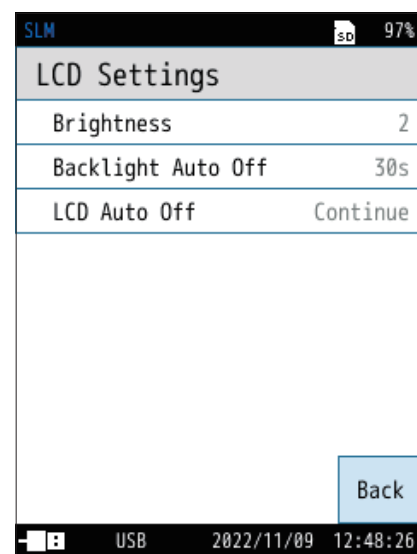 SLM SD 97%
LCD Settings
Brightness 2
Backlight Auto Off 30s
LCD Auto Off Continue
Back
USB 2022/11/09 12:48:26